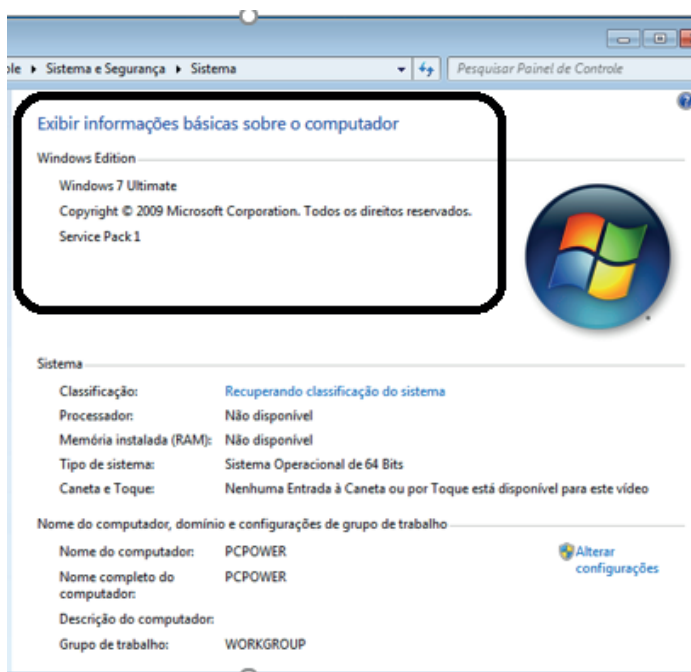 ole ▸ Sistema e Segurança ▸ Sistema
Pesquisar Painel de Controle
Exibir informações básicas sobre o computador
Windows Edition
Windows 7 Ultimate
Copyright © 2009 Microsoft Corporation. Todos os direitos reservados.
Service Pack 1
Sistema
Classificação: Recuperando classificação do sistema
Processador: Não disponível
Memória instalada (RAM): Não disponível
Tipo de sistema: Sistema Operacional de 64 Bits
Caneta e Toque: Nenhuma Entrada à Caneta ou por Toque está disponível para este vídeo
Nome do computador, domínio e configurações de grupo de trabalho
Nome do computador: PCPOWER
Alterar
configurações
Nome completo do
computador: PCPOWER
Descrição do computador:
Grupo de trabalho: WORKGROUP